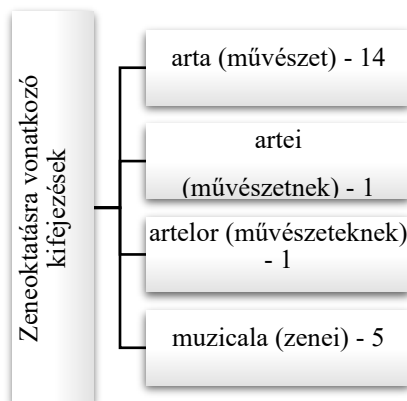 Zeneoktatásra vonatkozó
kifejezések
arta (művészet) - 14
artei
(művészetnek) - 1
artelor (művészeteknek)
- 1
muzicala (zenei) - 5